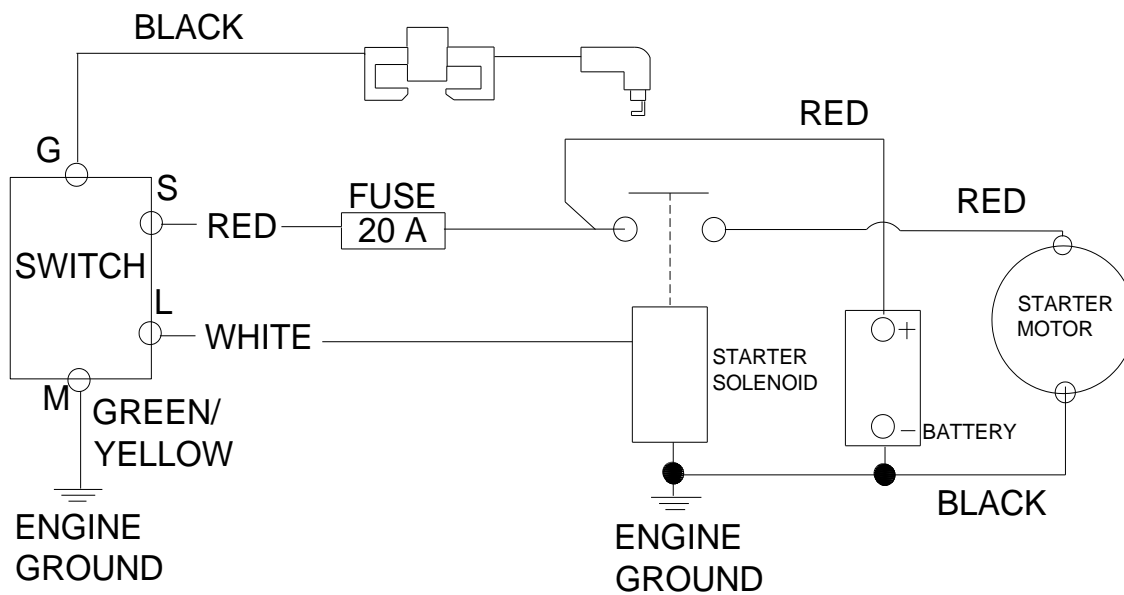 BLACK
RED
G
S
FUSE
RED
RED
20 A
SWITCH
L
STARTER
MOTOR
+
WHITE
STARTER
SOLENOID
M
GREEN/
YELLOW
– BATTERY
BLACK
ENGINE
GROUND
ENGINE
GROUND